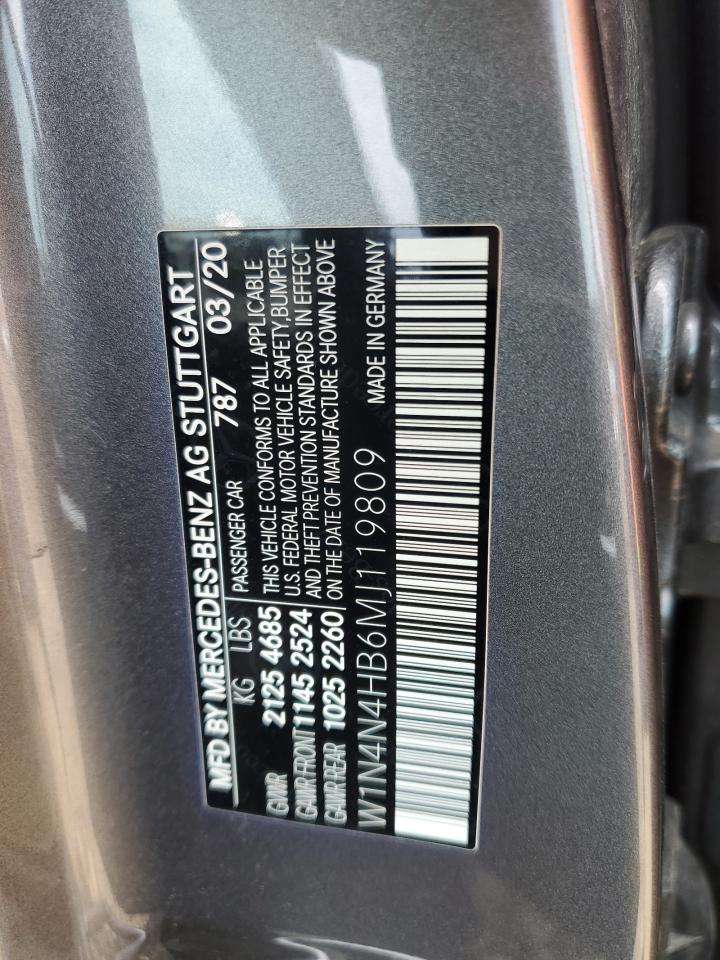 MFD BY MERCEDES-BENZ AG STUTTGART
KG LBS 787 03/20
PASSENGER CAR
GVWR 2125 4685
GAWR-FRONT 1145 2524
GAWR-REAR 1025 2260
THIS VEHICLE CONFORMS TO ALL APPLICABLE
U.S. FEDERAL MOTOR VEHICLE SAFETY,BUMPER
AND THEFT PREVENTION STANDARDS IN EFFECT
ON THE DATE OF MANUFACTURE SHOWN ABOVE
W1N4N4HB6MJ119809 MADE IN GERMANY